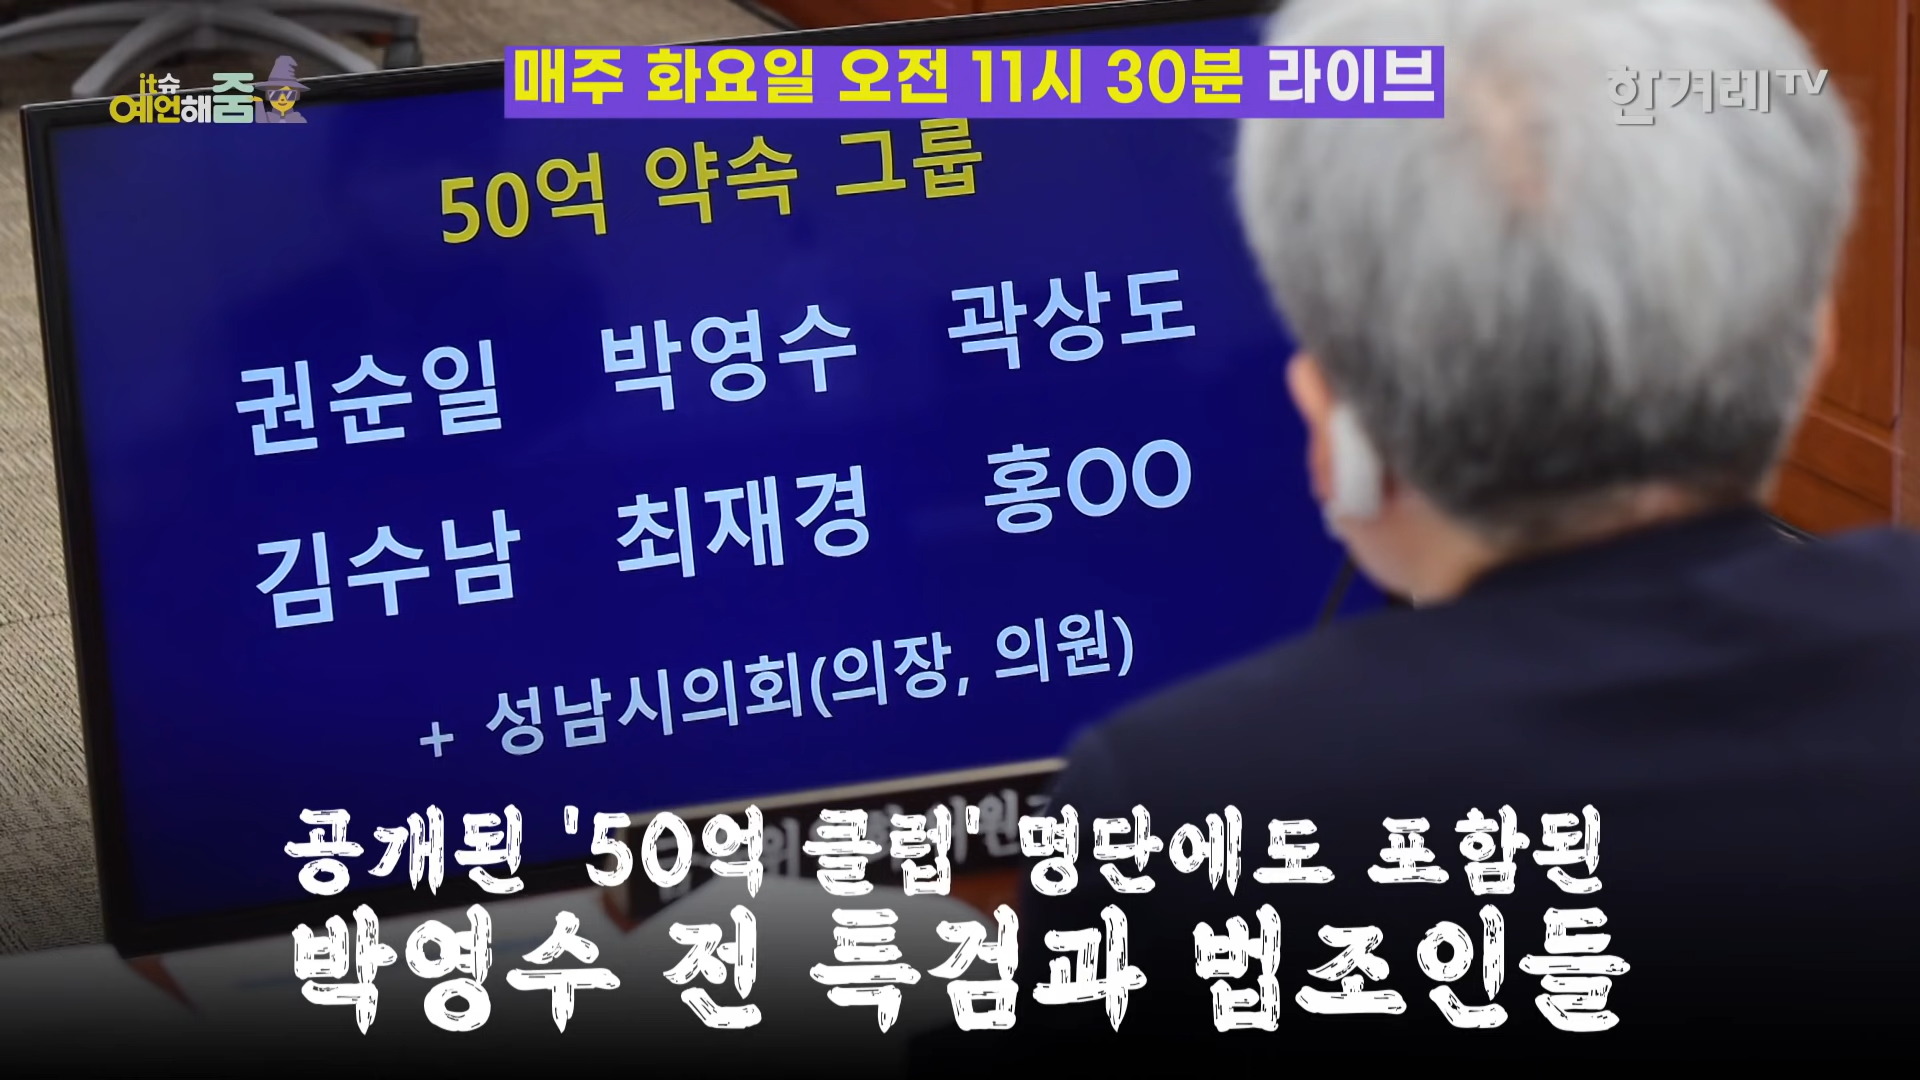 it슈
예언해줌
매주 화요일 오전 11시 30분 라이브
한겨레TV
50억 약속 그룹
권순일 박영수 곽상도
김수남 최재경 홍OO
+ 성남시의회(의장, 의원)
공개된 '50억 클럽' 명단에도 포함된
박영수 전 특검과 법조인들